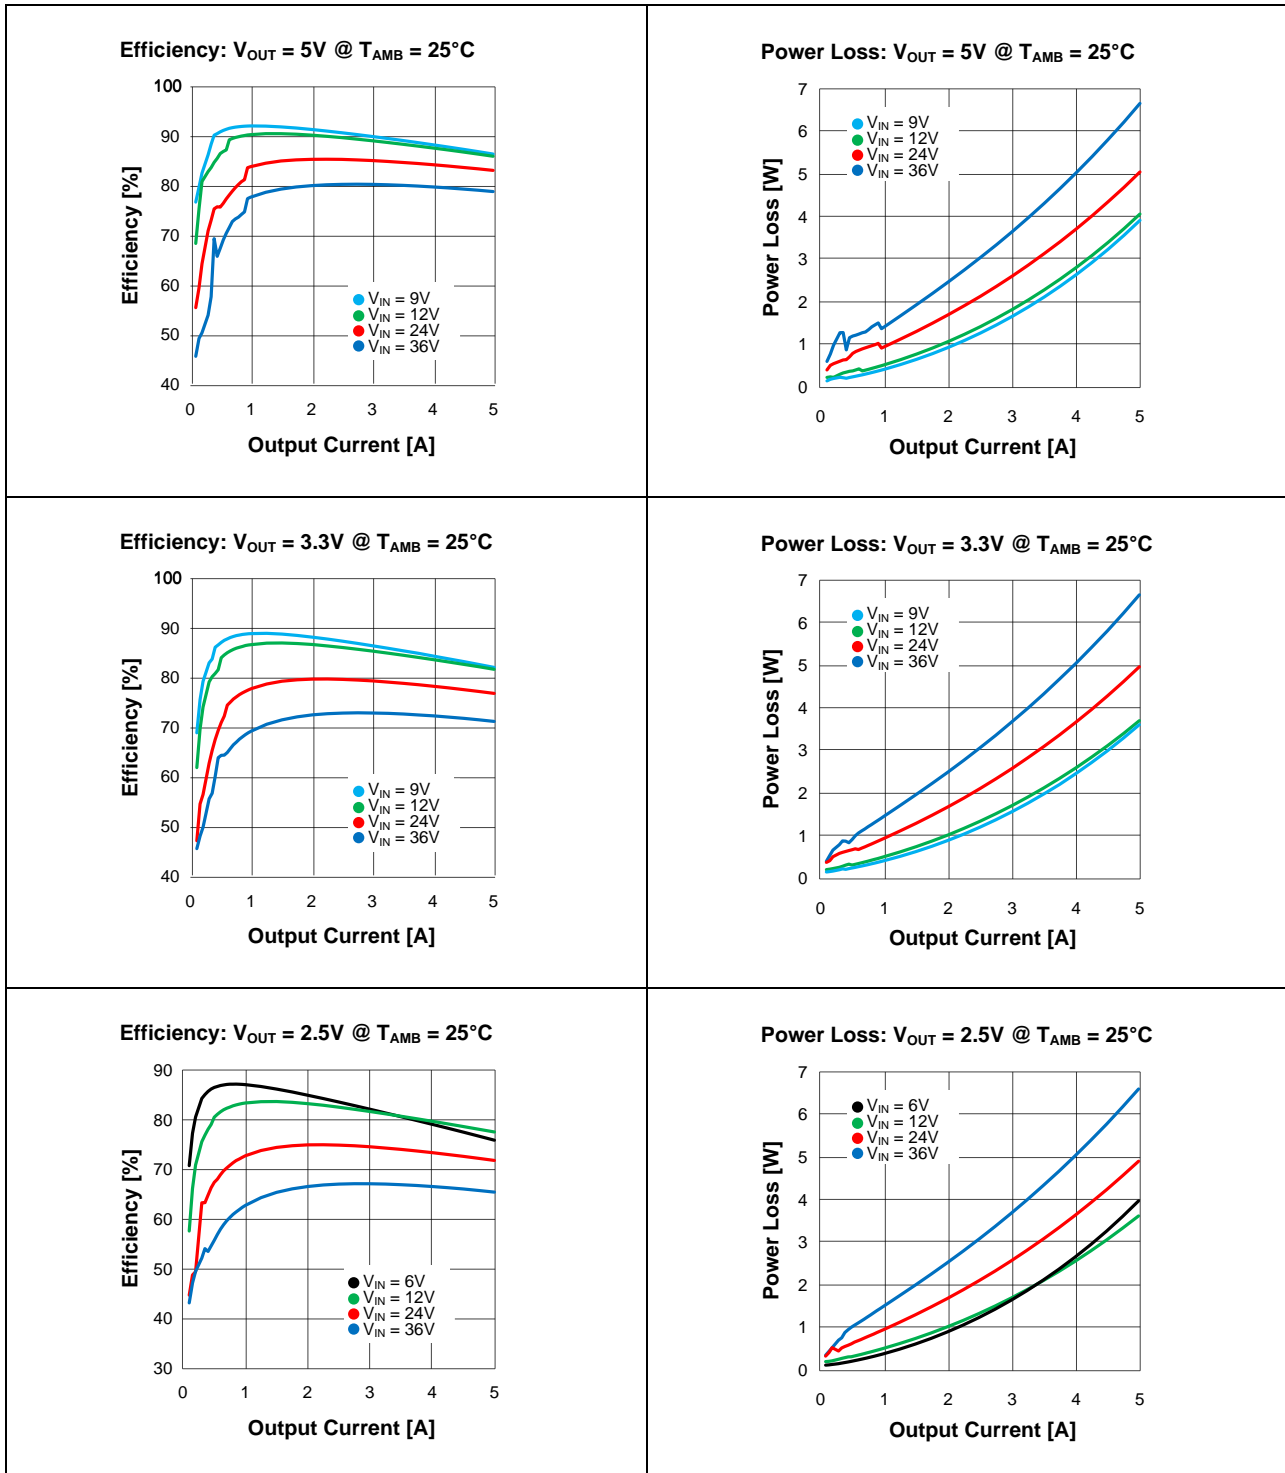 Efficiency: VOUT = 5V @ TAMB = 25°C
100
90
80
70
60
50
40
Efficiency [%]
VIN = 9V
VIN = 12V
VIN = 24V
VIN = 36V
0 1 2 3 4 5
Output Current [A]
Power Loss: VOUT = 5V @ TAMB = 25°C
7
6
5
4
3
2
1
0
Power Loss [W]
VIN = 9V
VIN = 12V
VIN = 24V
VIN = 36V
0 1 2 3 4 5
Output Current [A]
Efficiency: VOUT = 3.3V @ TAMB = 25°C
100
90
80
70
60
50
40
Efficiency [%]
VIN = 9V
VIN = 12V
VIN = 24V
VIN = 36V
0 1 2 3 4 5
Output Current [A]
Power Loss: VOUT = 3.3V @ TAMB = 25°C
7
6
5
4
3
2
1
0
Power Loss [W]
VIN = 9V
VIN = 12V
VIN = 24V
VIN = 36V
0 1 2 3 4 5
Output Current [A]
Efficiency: VOUT = 2.5V @ TAMB = 25°C
90
80
70
60
50
40
30
Efficiency [%]
VIN = 6V
VIN = 12V
VIN = 24V
VIN = 36V
0 1 2 3 4 5
Output Current [A]
Power Loss: VOUT = 2.5V @ TAMB = 25°C
7
6
5
4
3
2
1
0
Power Loss [W]
VIN = 6V
VIN = 12V
VIN = 24V
VIN = 36V
0 1 2 3 4 5
Output Current [A]